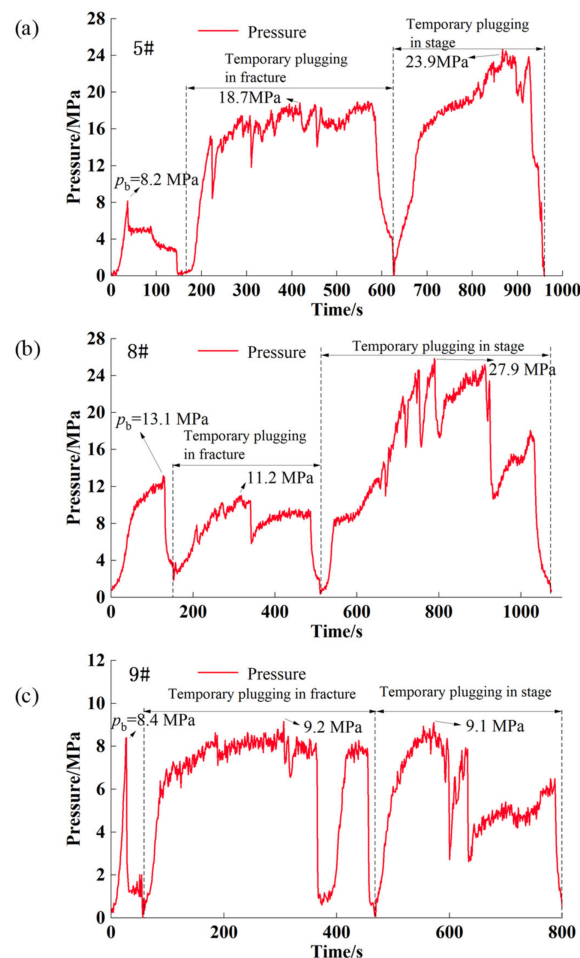 (a)
5#
Pressure
Temporary plugging
in fracture
18.7MPa
Temporary plugging
in stage
23.9MPa
p_b=8.2 MPa
Pressure/MPa
28
24
20
16
12
8
4
0
0 100 200 300 400 500 600 700 800 900 1000
Time/s
(b)
8#
Pressure
Temporary plugging in stage
27.9 MPa
p_b=13.1 MPa
Temporary plugging
in fracture
11.2 MPa
Pressure/MPa
28
24
20
16
12
8
4
0
0 200 400 600 800 1000
Time/s
(c)
9#
Pressure
Temporary plugging in fracture
Temporary plugging in stage
p_b=8.4 MPa
9.2 MPa
9.1 MPa
Pressure/MPa
12
10
8
6
4
2
0
0 200 400 600 800
Time/s